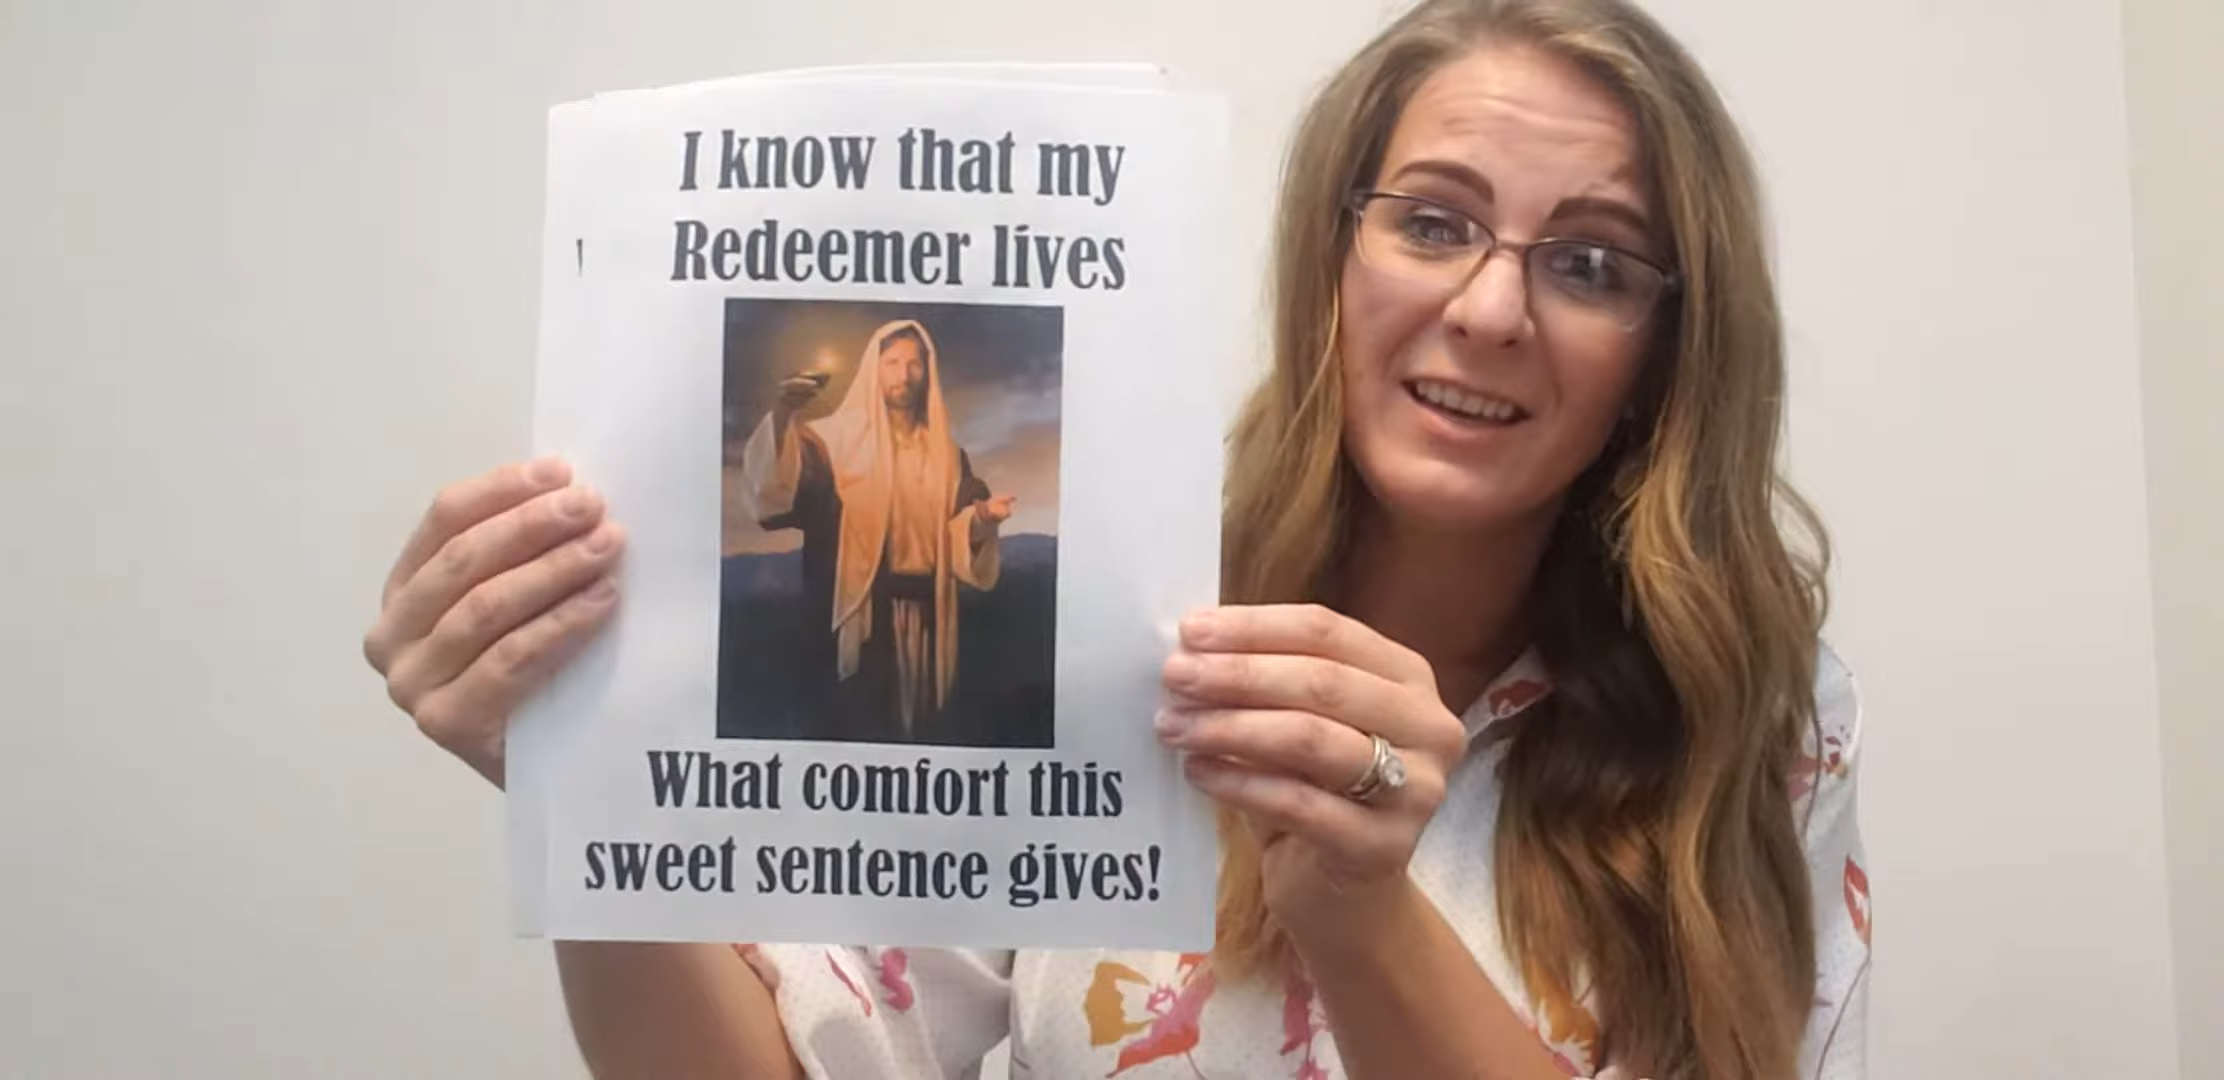 I know that my
Redeemer lives
What comfort this
sweet sentence gives!